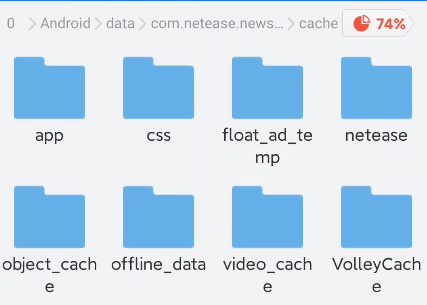 0 Android data com.netease.news... cache 74%
app css float_ad_te netease
mp
object_cach offline_data video_cach VolleyCach
e e e